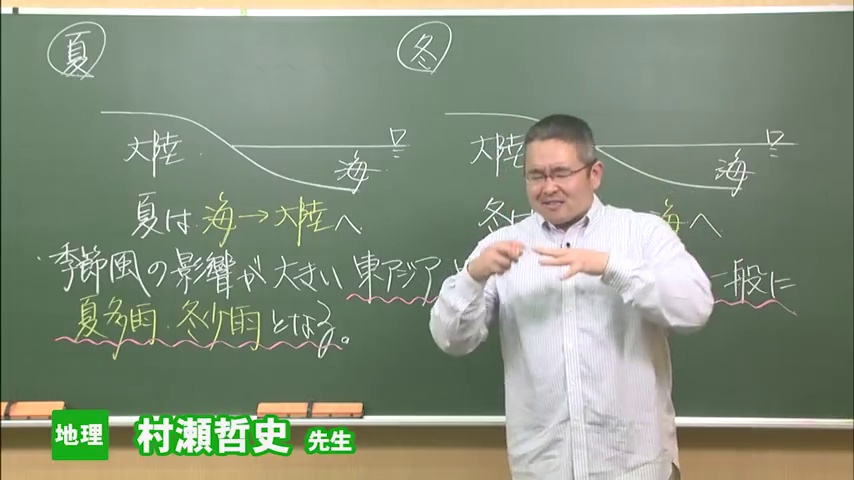 夏
冬
大陸
海
大陸
海
夏は 海→大陸へ
冬は
海へ
季節風の影響が大きい 東アジア
一般に
夏多雨・冬少雨となる。
地理 村瀬哲史 先生